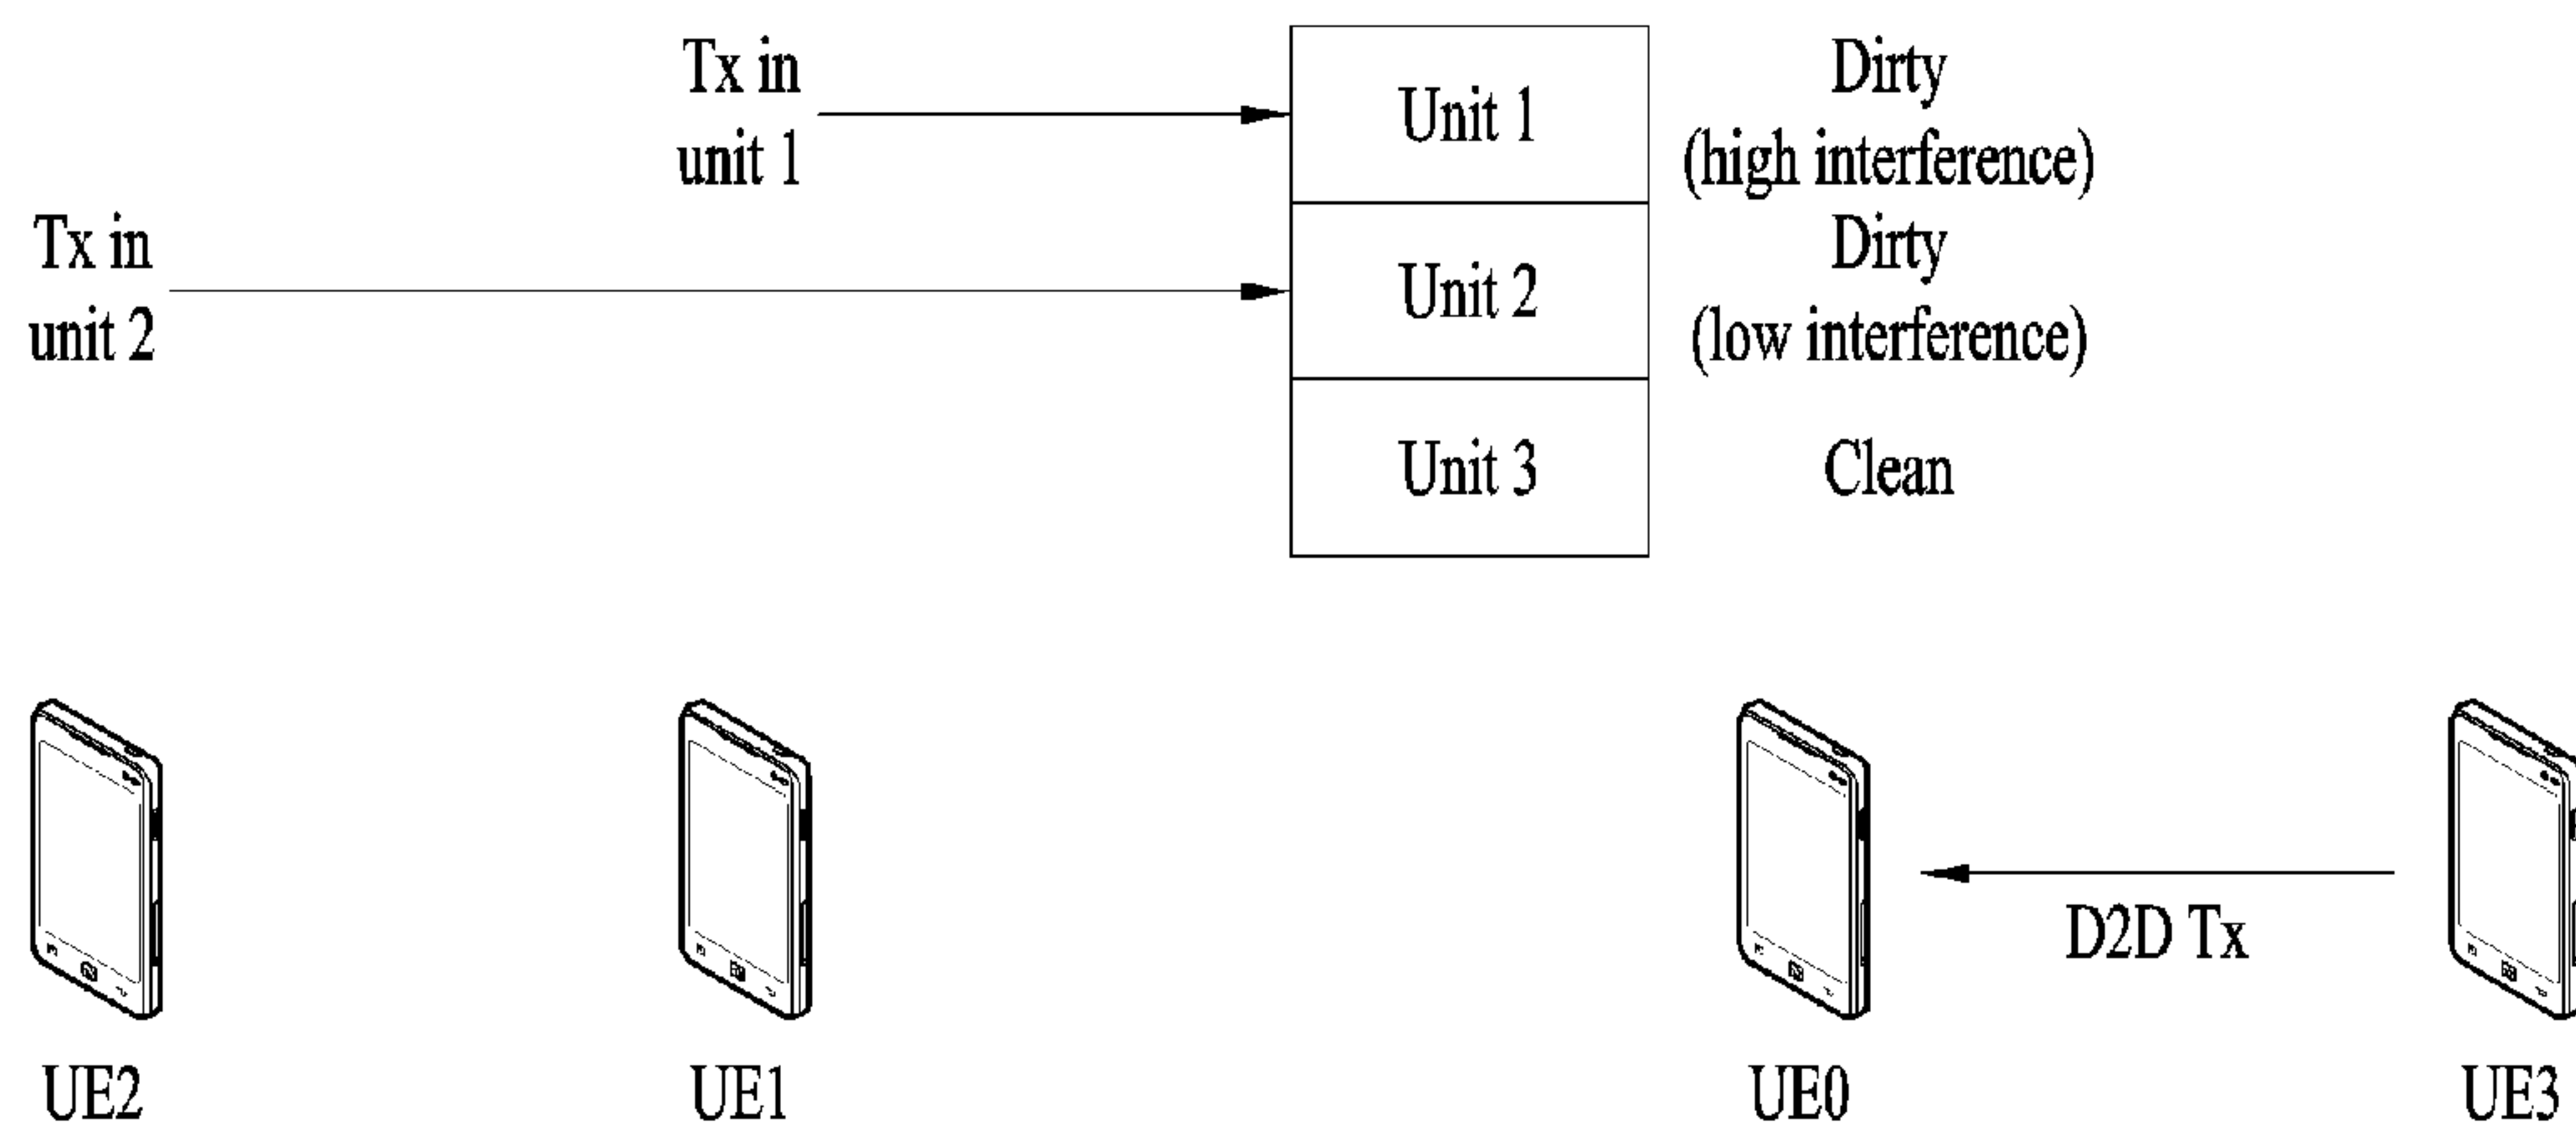 Tx in
unit 1
Unit 1
Dirty
(high interference)
Tx in
unit 2
Unit 2
Dirty
(low interference)
Unit 3
Clean
D2D Tx
UE2
UE1
UE0
UE3